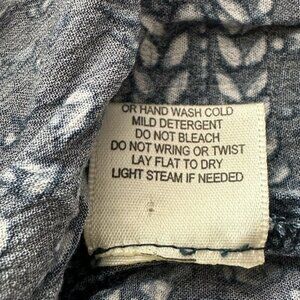 OR HAND WASH COLD
MILD DETERGENT
DO NOT BLEACH
DO NOT WRING OR TWIST
LAY FLAT TO DRY
LIGHT STEAM IF NEEDED